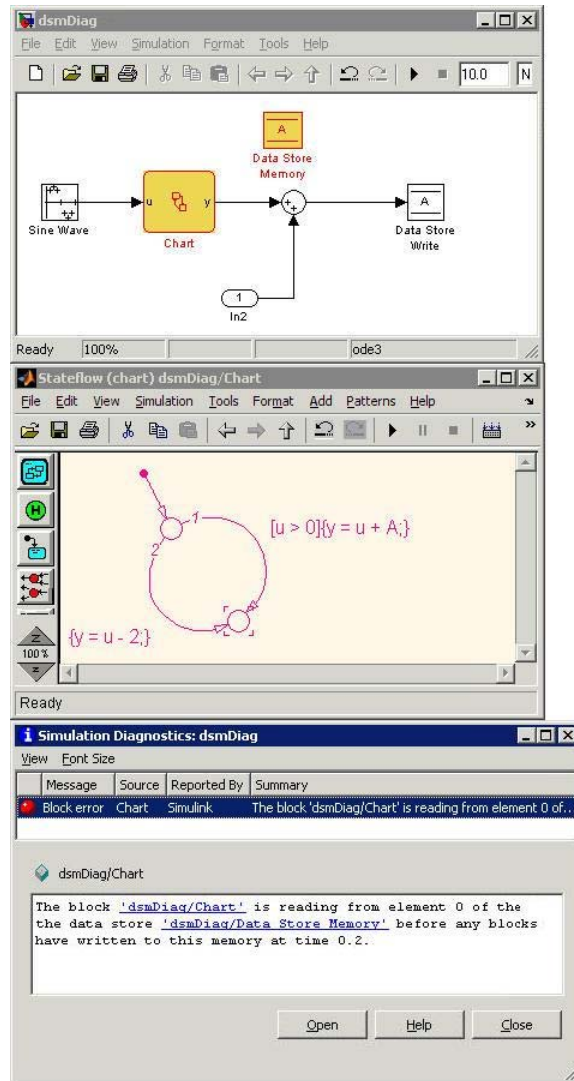 dsmDiag
File Edit View Simulation Format Tools Help
10.0 N
A
Data Store
Memory
u y
Chart
Sine Wave
+
+
A
Data Store
Write
1
In2
Ready 100% ode3
Stateflow (chart) dsmDiag/Chart
File Edit View Simulation Tools Format Add Patterns Help
H
1
2
[u > 0]{y = u + A;}
{y = u - 2;}
Z
100 %
Z
Ready
Simulation Diagnostics: dsmDiag
View Font Size
Message Source Reported By Summary
Block error Chart Simulink The block 'dsmDiag/Chart' is reading from element 0 of...
dsmDiag/Chart
The block 'dsmDiag/Chart' is reading from element 0 of the
the data store 'dsmDiag/Data Store Memory' before any blocks
have written to this memory at time 0.2.
Open Help Close